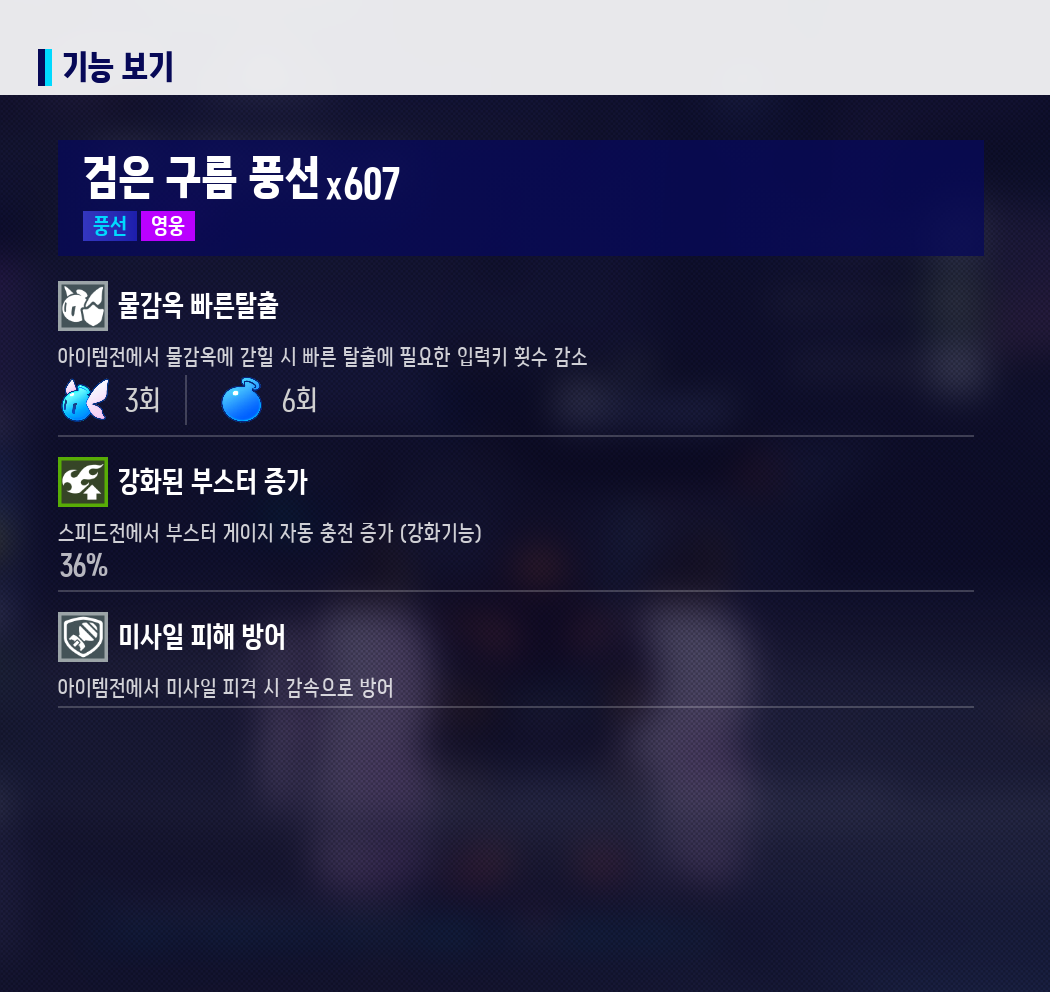 기능 보기
검은 구름 풍선 x607
풍선 영웅
물감옥 빠른탈출
아이템전에서 물감옥에 갇힐 시 빠른 탈출에 필요한 입력키 횟수 감소
3회 6회
강화된 부스터 증가
스피드전에서 부스터 게이지 자동 충전 증가 (강화기능)
36%
미사일 피해 방어
아이템전에서 미사일 피격 시 감속으로 방어